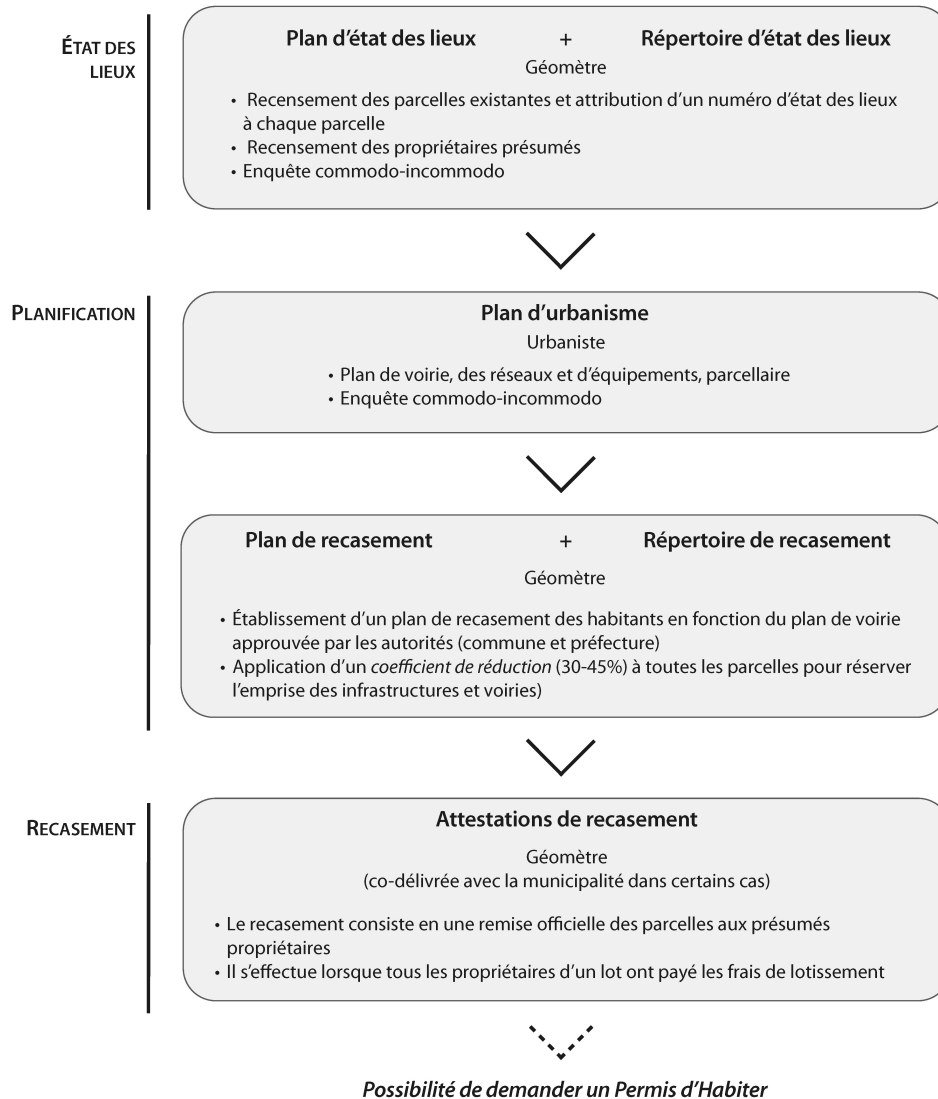 ÉTAT DES
LIEUX
Plan d'état des lieux + Répertoire d'état des lieux
Géomètre
• Recensement des parcelles existantes et attribution d'un numéro d'état des lieux
à chaque parcelle
• Recensement des propriétaires présumés
• Enquête commodo-incommodo
PLANIFICATION
Plan d'urbanisme
Urbaniste
• Plan de voirie, des réseaux et d'équipements, parcellaire
• Enquête commodo-incommodo
Plan de recasement + Répertoire de recasement
Géomètre
• Établissement d'un plan de recasement des habitants en fonction du plan de voirie
approuvée par les autorités (commune et préfecture)
• Application d'un coefficient de réduction (30-45%) à toutes les parcelles pour réserver
l'emprise des infrastructures et voiries)
RECASEMENT
Attestations de recasement
Géomètre
(co-délivrée avec la municipalité dans certains cas)
• Le recasement consiste en une remise officielle des parcelles aux présumés
propriétaires
• Il s'effectue lorsque tous les propriétaires d'un lot ont payé les frais de lotissement
Possibilité de demander un Permis d'Habiter